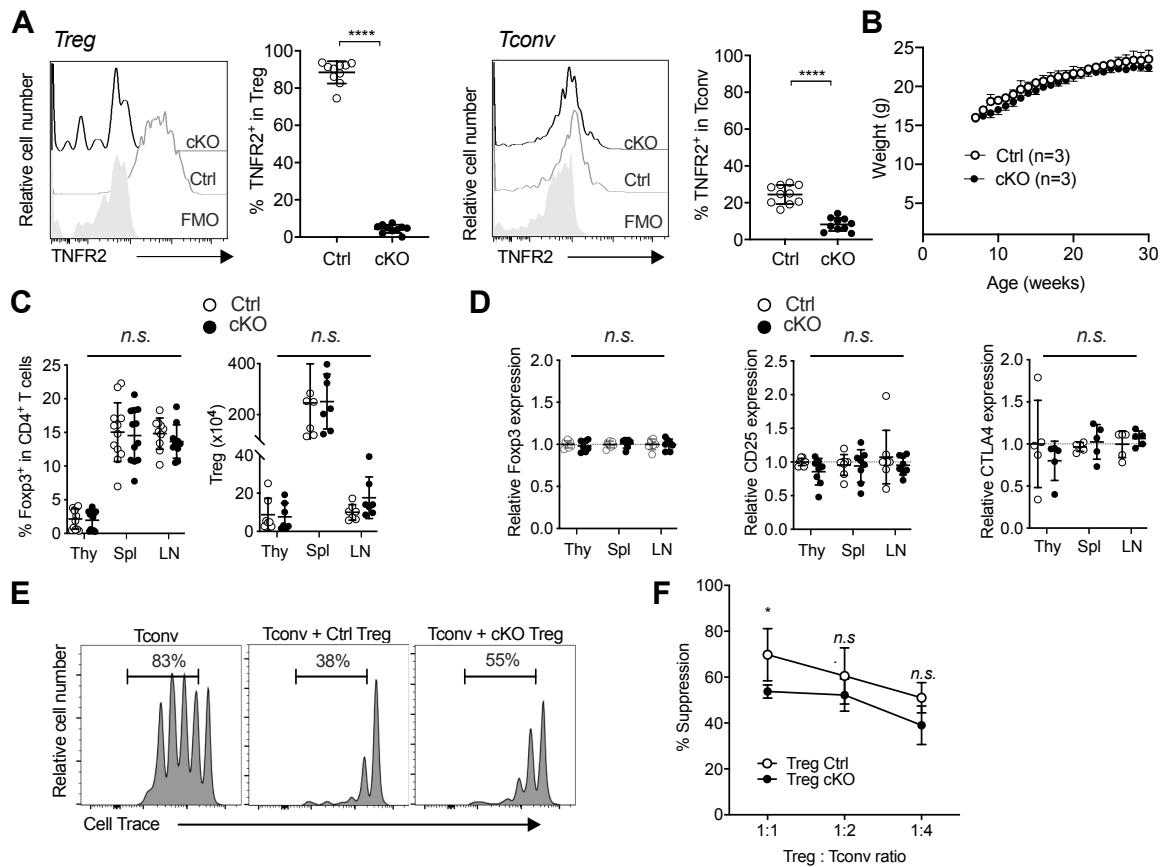 A
Treg
Relative cell number
cKO
Ctrl
FMO
TNFR2
****
% TNFR2+ in Treg
100
80
60
40
20
0
Ctrl
cKO
Tconv
Relative cell number
cKO
Ctrl
FMO
TNFR2
****
% TNFR2+ in Tconv
100
80
60
40
20
0
Ctrl
cKO
B
Weight (g)
25
20
15
10
5
Ctrl (n=3)
cKO (n=3)
0
10
20
30
Age (weeks)
C
Ctrl
cKO
n.s.
% Foxp3+ in CD4+ T cells
25
20
15
10
5
0
Thy
Spl
LN
n.s.
Treg (x10⁴)
400
200
20
10
0
Thy
Spl
LN
D
Ctrl
cKO
n.s.
Relative Foxp3 expression
2.0
1.5
1.0
0.5
0.0
Thy
Spl
LN
n.s.
Relative CD25 expression
2.0
1.5
1.0
0.5
0.0
Thy
Spl
LN
n.s.
Relative CTLA4 expression
2.0
1.5
1.0
0.5
0.0
Thy
Spl
LN
E
Relative cell number
Tconv
83%
Tconv + Ctrl Treg
38%
Tconv + cKO Treg
55%
Cell Trace
F
% Suppression
100
80
60
40
20
0
*
n.s
n.s.
Treg Ctrl
Treg cKO
1:1
1:2
1:4
Treg : Tconv ratio